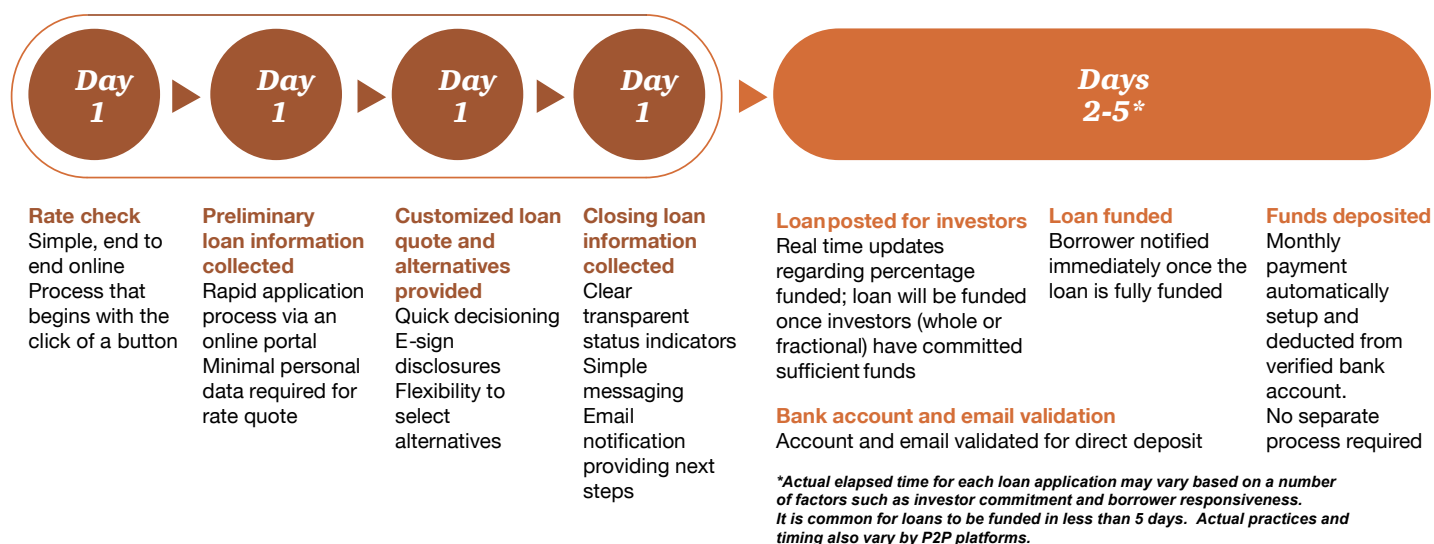 Day
1
Day
1
Day
1
Day
1
Days
2-5*
Rate check
Simple, end to
end online
Process that
begins with the
click of a button
Preliminary
loan information
collected
Rapid application
process via an
online portal
Minimal personal
data required for
rate quote
Customized loan
quote and
alternatives
provided
Quick decisioning
E-sign
disclosures
Flexibility to
select
alternatives
Closing loan
information
collected
Clear
transparent
status indicators
Simple
messaging
Email
notification
providing next
steps
Loan posted for investors
Real time updates
regarding percentage
funded; loan will be funded
once investors (whole or
fractional) have committed
sufficient funds
Loan funded
Borrower notified
immediately once the
loan is fully funded
Funds deposited
Monthly
payment
automatically
setup and
deducted from
verified bank
account.
No separate
process required
Bank account and email validation
Account and email validated for direct deposit
*Actual elapsed time for each loan application may vary based on a number
of factors such as investor commitment and borrower responsiveness.
It is common for loans to be funded in less than 5 days. Actual practices and
timing also vary by P2P platforms.